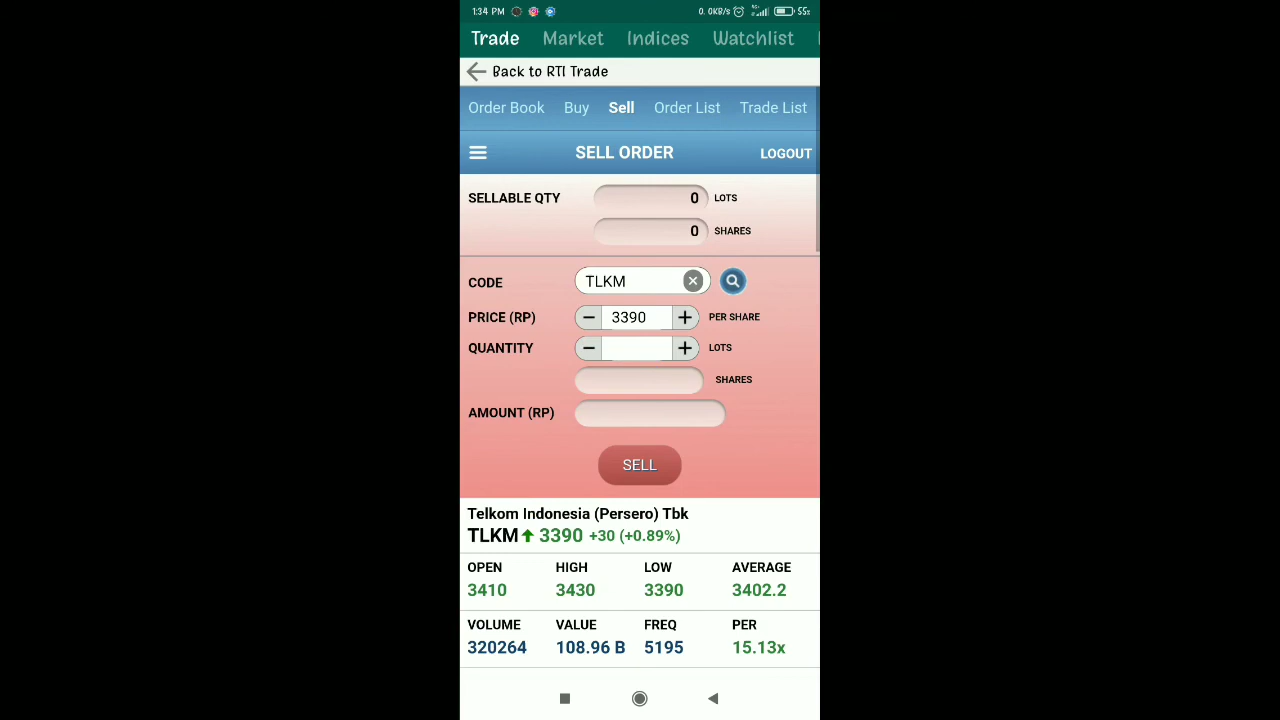 1:34 PM 0.0KB/s 55%
Trade Market Indices Watchlist
Back to RTI Trade
Order Book Buy Sell Order List Trade List
SELL ORDER LOGOUT
SELLABLE QTY 0 LOTS
0 SHARES
CODE TLKM
PRICE (RP) − 3390 + PER SHARE
QUANTITY − + LOTS
SHARES
AMOUNT (RP)
SELL
Telkom Indonesia (Persero) Tbk
TLKM 3390 +30 (+0.89%)
OPEN HIGH LOW AVERAGE
3410 3430 3390 3402.2
VOLUME VALUE FREQ PER
320264 108.96 B 5195 15.13x